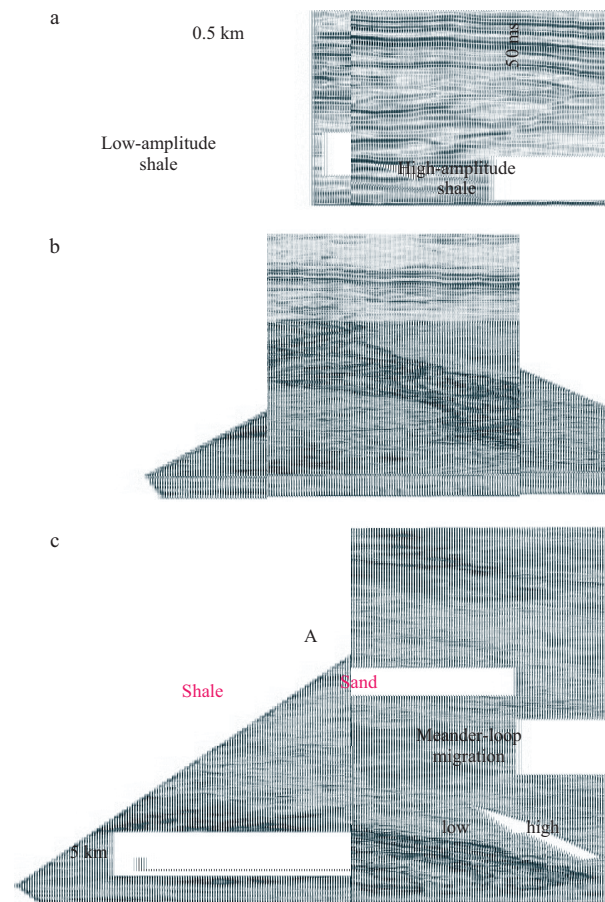 a
0.5 km
50 ms
Low-amplitude
shale
High-amplitude
shale
b
c
A
Shale
Sand
Meander-loop
migration
low
high
5 km